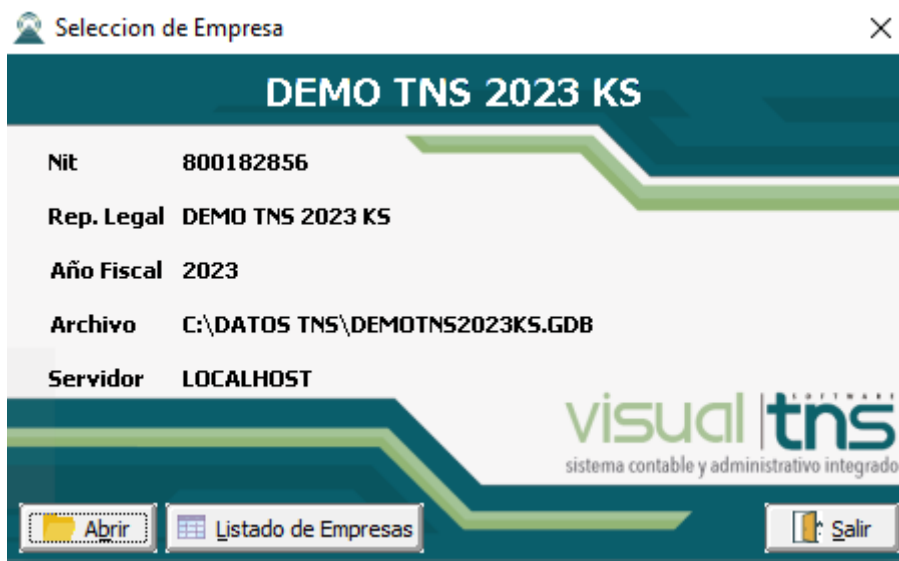 Seleccion de Empresa
DEMO TNS 2023 KS
Nit 800182856
Rep. Legal DEMO TNS 2023 KS
Año Fiscal 2023
Archivo C:\DATOS TNS\DEMOTNS2023KS.GDB
Servidor LOCALHOST
SOFTWARE
visual tns
sistema contable y administrativo integrado
Abrir Listado de Empresas Salir